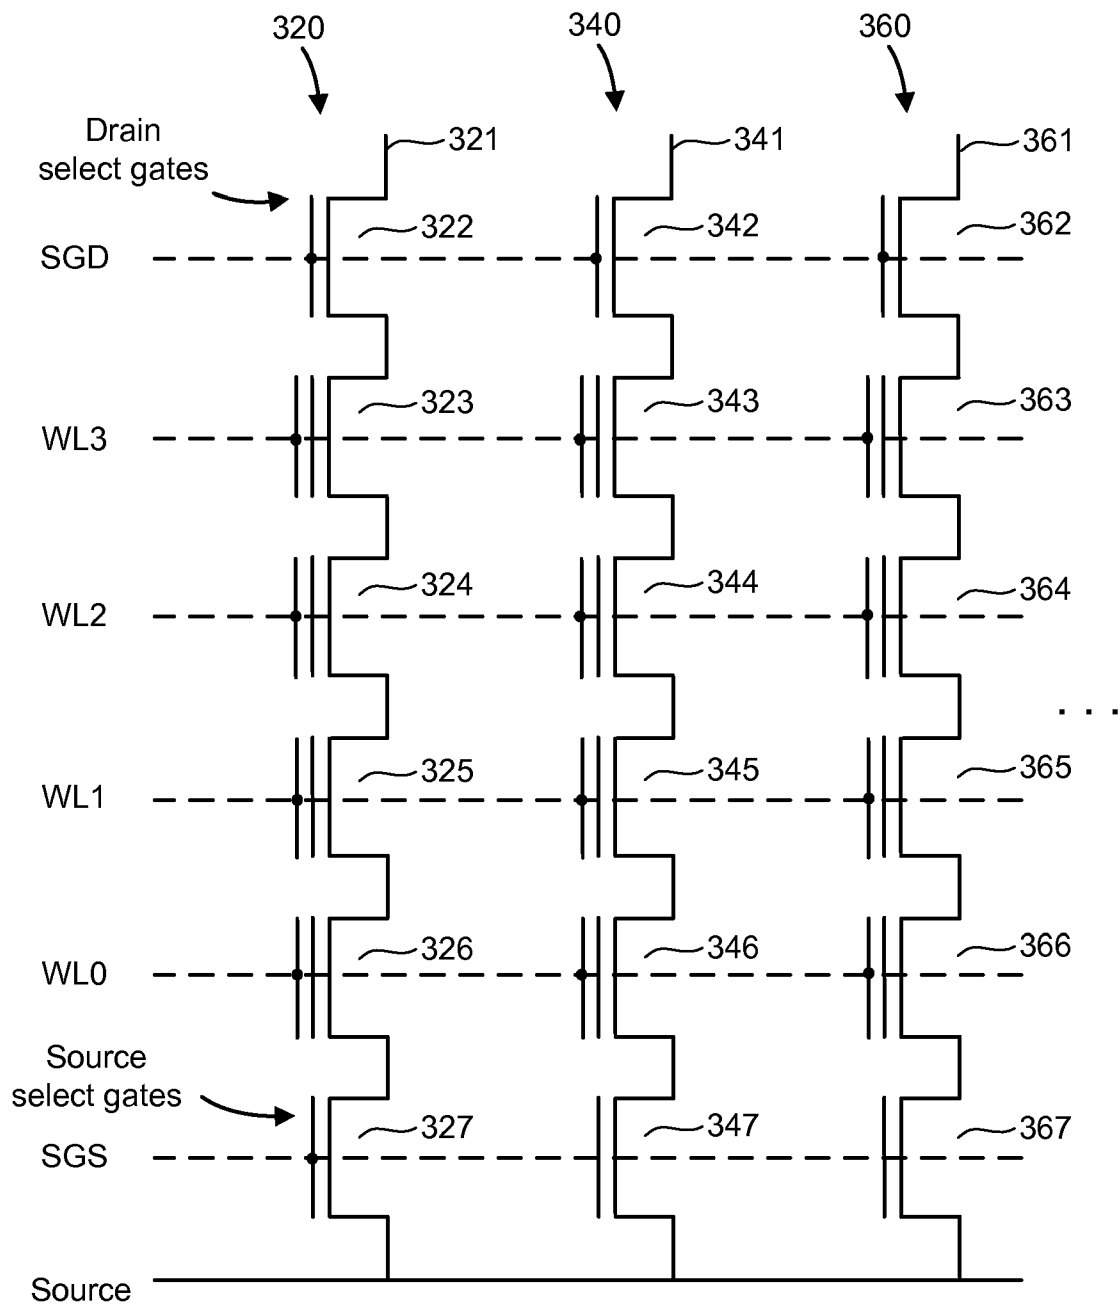 320 340 360
Drain
select gates
321 341 361
322 342 362
SGD
323 343 363
WL3
324 344 364
WL2
. . .
325 345 365
WL1
326 346 366
WL0
Source
select gates
327 347 367
SGS
Source